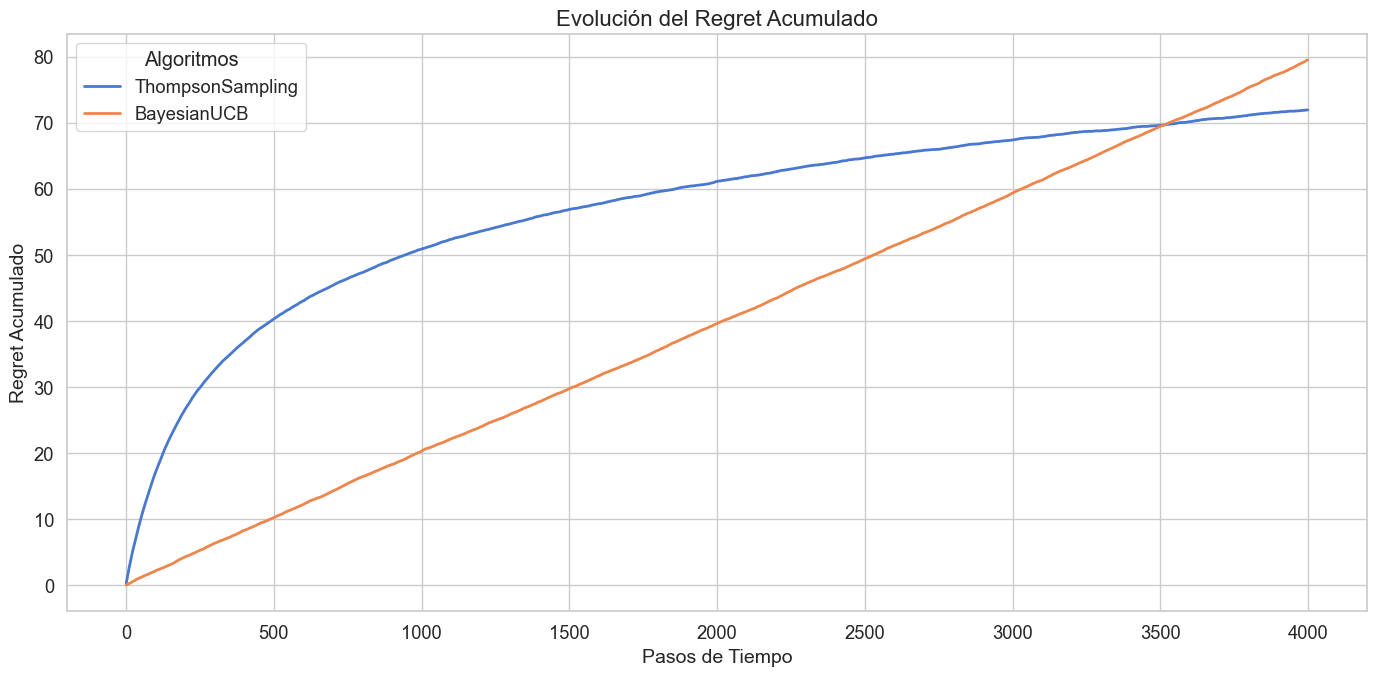 Evolución del Regret Acumulado
Algoritmos
ThompsonSampling
BayesianUCB
Regret Acumulado
80
70
60
50
40
30
20
10
0
0 500 1000 1500 2000 2500 3000 3500 4000
Pasos de Tiempo